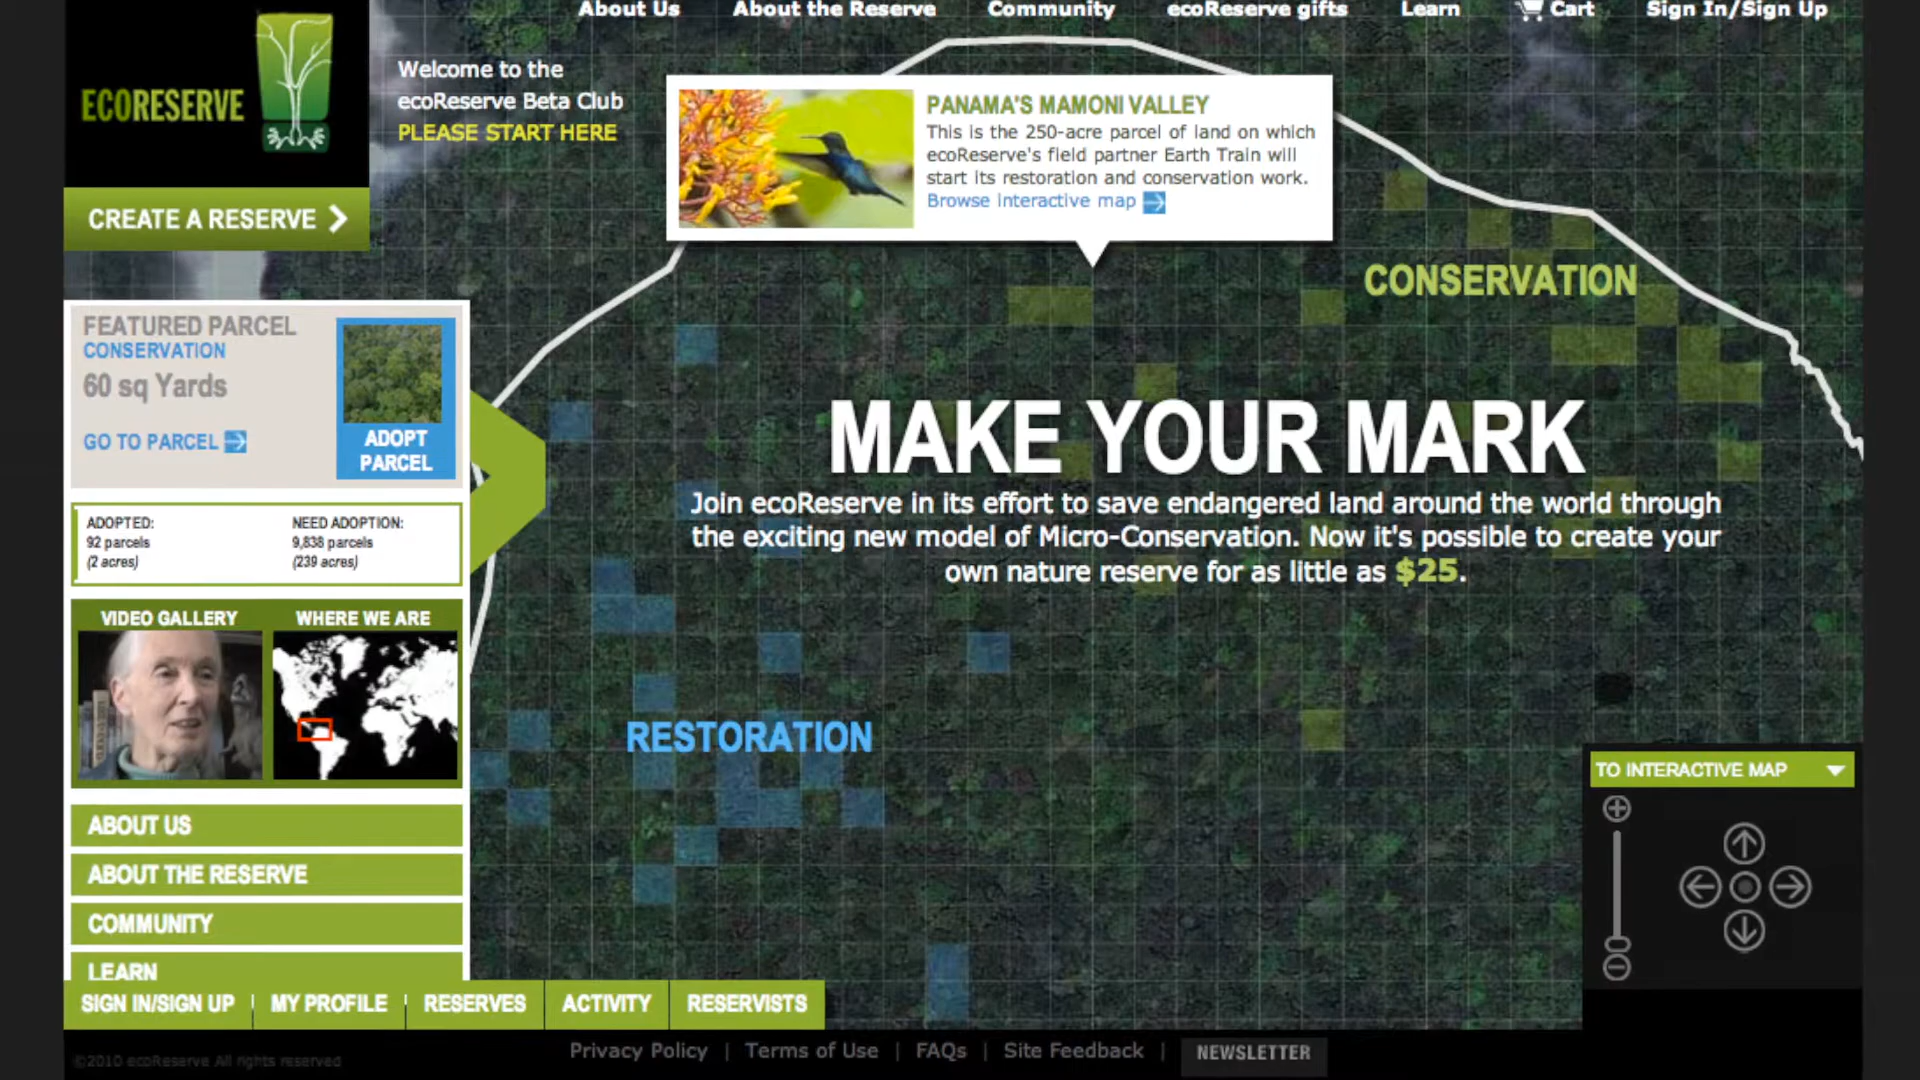 About Us
About the Reserve
Community
ecoReserve gifts
Learn
Cart
Sign In/Sign Up
ECORESERVE
Welcome to the
ecoReserve Beta Club
PLEASE START HERE
CREATE A RESERVE
PANAMA'S MAMONI VALLEY
This is the 250-acre parcel of land on which
ecoReserve's field partner Earth Train will
start its restoration and conservation work.
Browse interactive map
CONSERVATION
FEATURED PARCEL
CONSERVATION
60 sq Yards
GO TO PARCEL
ADOPT
PARCEL
MAKE YOUR MARK
Join ecoReserve in its effort to save endangered land around the world through
the exciting new model of Micro-Conservation. Now it's possible to create your
own nature reserve for as little as $25.
ADOPTED:
92 parcels
(2 acres)
NEED ADOPTION:
9,838 parcels
(239 acres)
VIDEO GALLERY
WHERE WE ARE
RESTORATION
TO INTERACTIVE MAP
ABOUT US
ABOUT THE RESERVE
COMMUNITY
LEARN
SIGN IN/SIGN UP
MY PROFILE
RESERVES
ACTIVITY
RESERVISTS
©2010 ecoReserve All rights reserved
Privacy Policy | Terms of Use | FAQs | Site Feedback |
NEWSLETTER